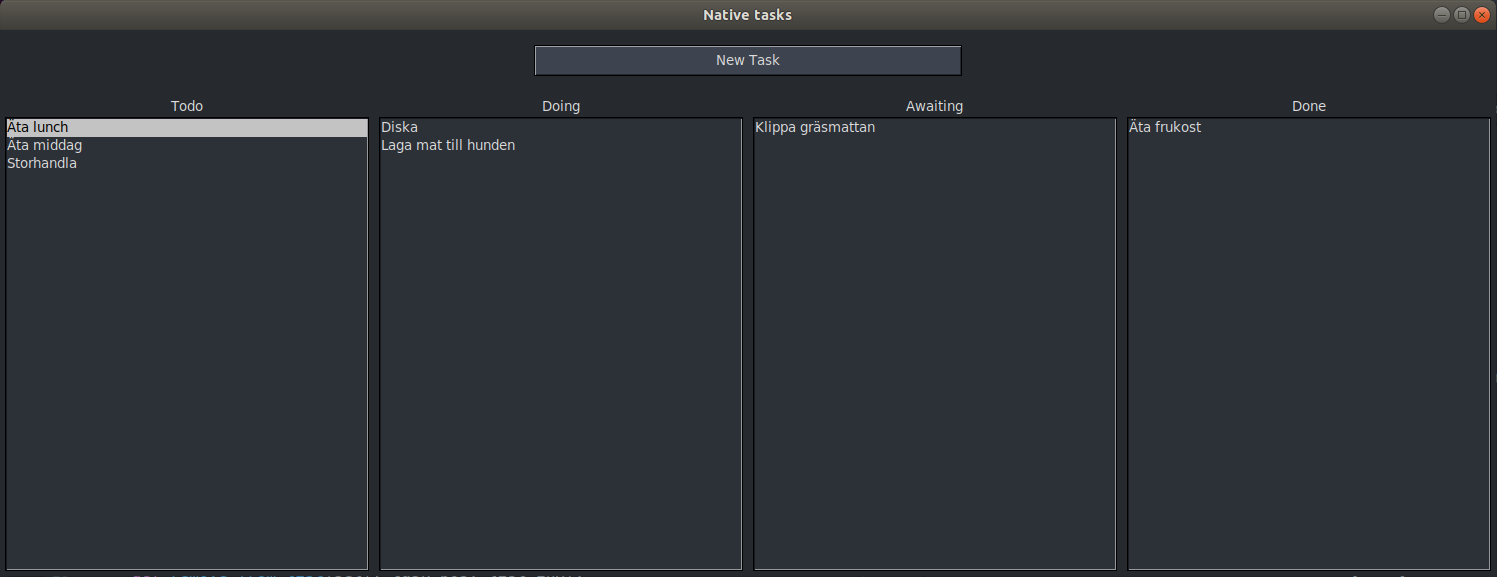 Native tasks
New Task
Todo
Äta lunch
Äta middag
Storhandla
Doing
Diska
Laga mat till hunden
Awaiting
Klippa gräsmattan
Done
Äta frukost